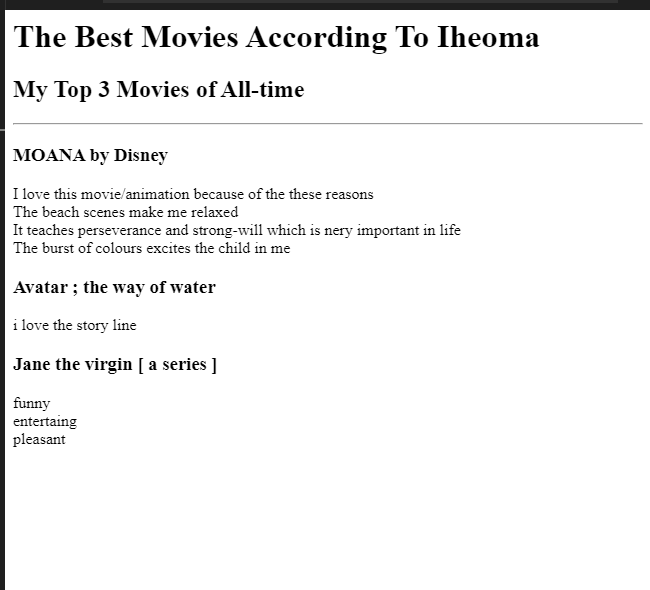 The Best Movies According To Iheoma
My Top 3 Movies of All-time
MOANA by Disney
I love this movie/animation because of the these reasons
The beach scenes make me relaxed
It teaches perseverance and strong-will which is nery important in life
The burst of colours excites the child in me
Avatar ; the way of water
i love the story line
Jane the virgin [ a series ]
funny
entertaing
pleasant